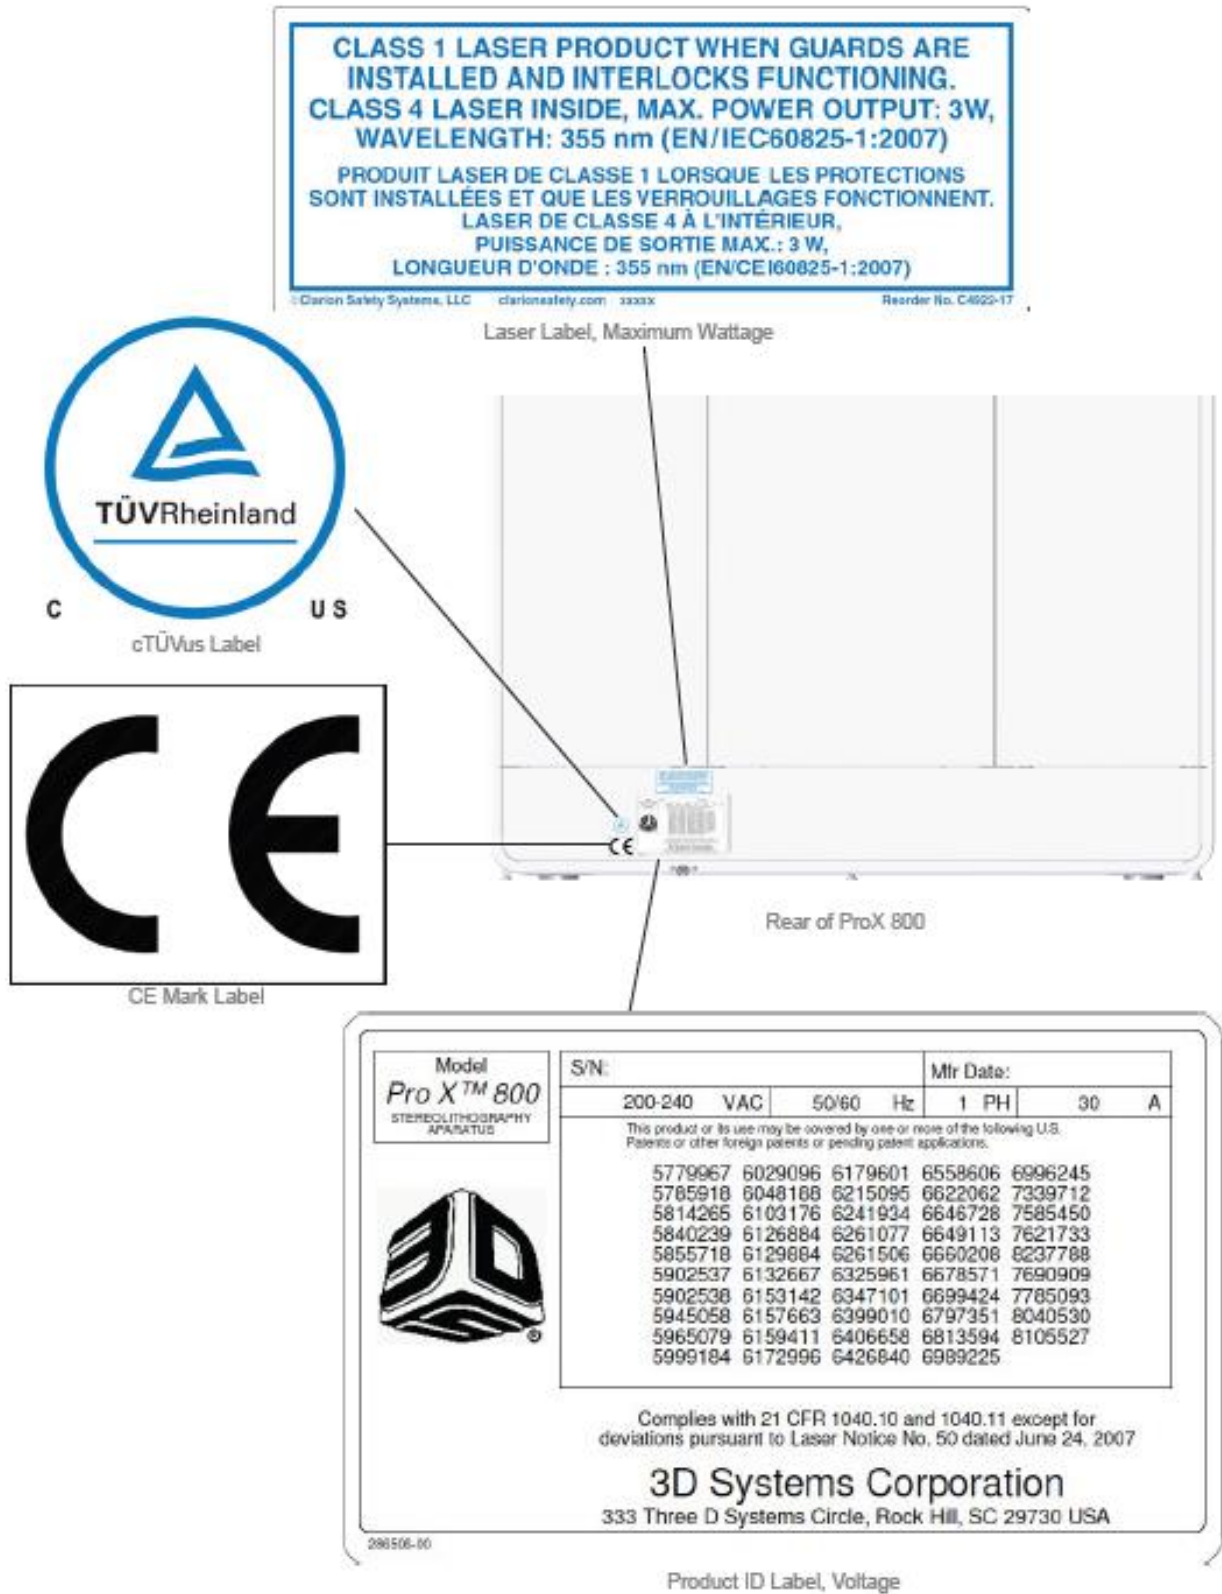 CLASS 1 LASER PRODUCT WHEN GUARDS ARE
INSTALLED AND INTERLOCKS FUNCTIONING.
CLASS 4 LASER INSIDE, MAX. POWER OUTPUT: 3W,
WAVELENGTH: 355 nm (EN/IEC60825-1:2007)
PRODUIT LASER DE CLASSE 1 LORSQUE LES PROTECTIONS
SONT INSTALLÉES ET QUE LES VERROUILLAGES FONCTIONNENT.
LASER DE CLASSE 4 À L'INTÉRIEUR,
PUISSANCE DE SORTIE MAX.: 3 W,
LONGUEUR D'ONDE : 355 nm (EN/CEI60825-1:2007)
©Clarion Safety Systems, LLC clarionsafety.com xxxxx Reorder No. C4922-17
Laser Label, Maximum Wattage
TÜVRheinland
C US
cTÜVus Label
CE
CE Mark Label
CE
Rear of ProX 800
Model
Pro X™ 800
STEREOLITHOGRAPHY
APARATUS
S/N: Mfr Date:
200-240 VAC 50/60 Hz 1 PH 30 A
This product or its use may be covered by one or more of the following U.S.
Patents or other foreign patents or pending patent applications.
5779967 6029096 6179601 6558606 6996245
5785918 6048188 6215095 6622062 7339712
5814265 6103176 6241934 6646728 7585450
5840239 6126884 6261077 6649113 7621733
5855718 6129884 6261506 6660208 8237788
5902537 6132667 6325961 6678571 7690909
5902538 6153142 6347101 6699424 7785093
5945058 6157663 6399010 6797351 8040530
5965079 6159411 6406658 6813594 8105527
5999184 6172996 6426840 6989225
3D
S®
Complies with 21 CFR 1040.10 and 1040.11 except for
deviations pursuant to Laser Notice No. 50 dated June 24, 2007
3D Systems Corporation
333 Three D Systems Circle, Rock Hill, SC 29730 USA
286506-00
Product ID Label, Voltage